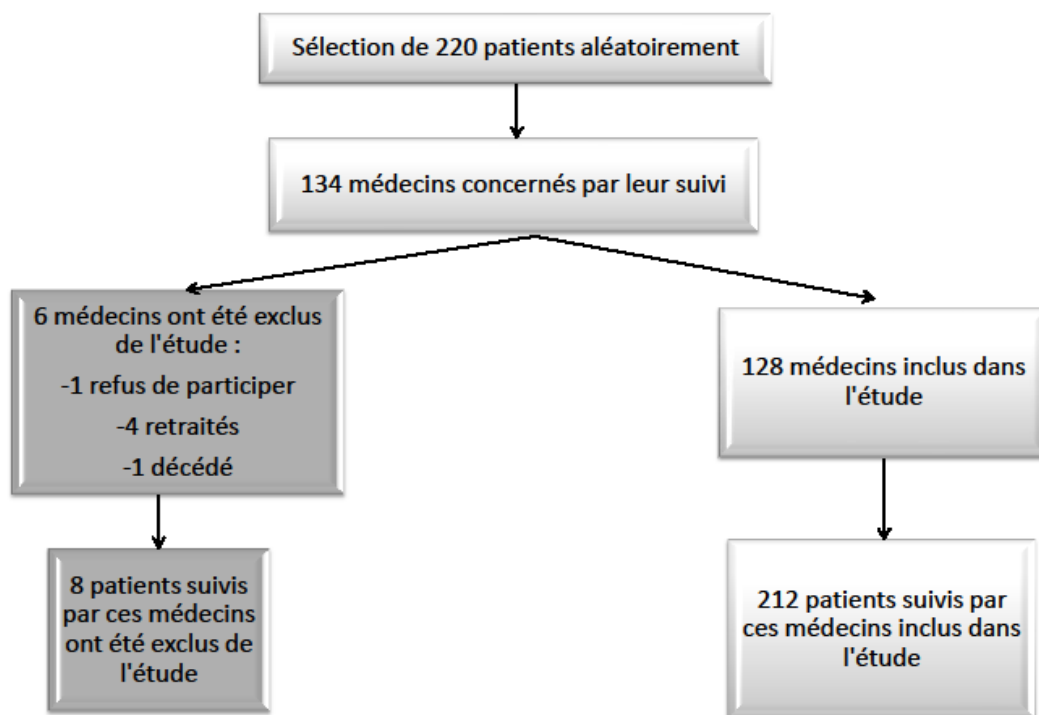 Sélection de 220 patients aléatoirement
134 médecins concernés par leur suivi
6 médecins ont été exclus
de l'étude :
-1 refus de participer
-4 retraités
-1 décédé
128 médecins inclus dans
l'étude
8 patients suivis
par ces médecins
ont été exclus de
l'étude
212 patients suivis par
ces médecins inclus dans
l'étude